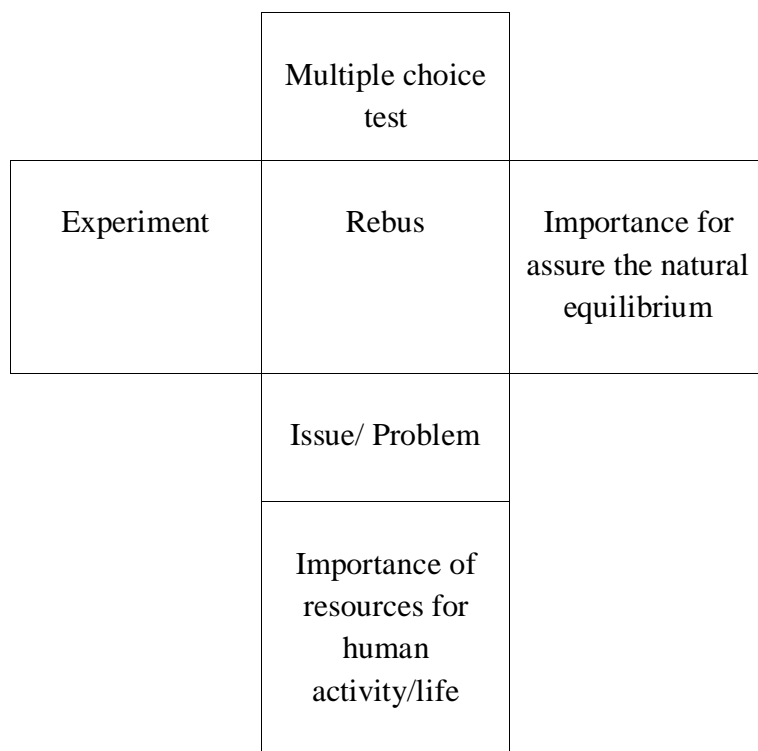 Multiple choice
test
Experiment
Rebus
Importance for
assure the natural
equilibrium
Issue/ Problem
Importance of
resources for
human
activity/life